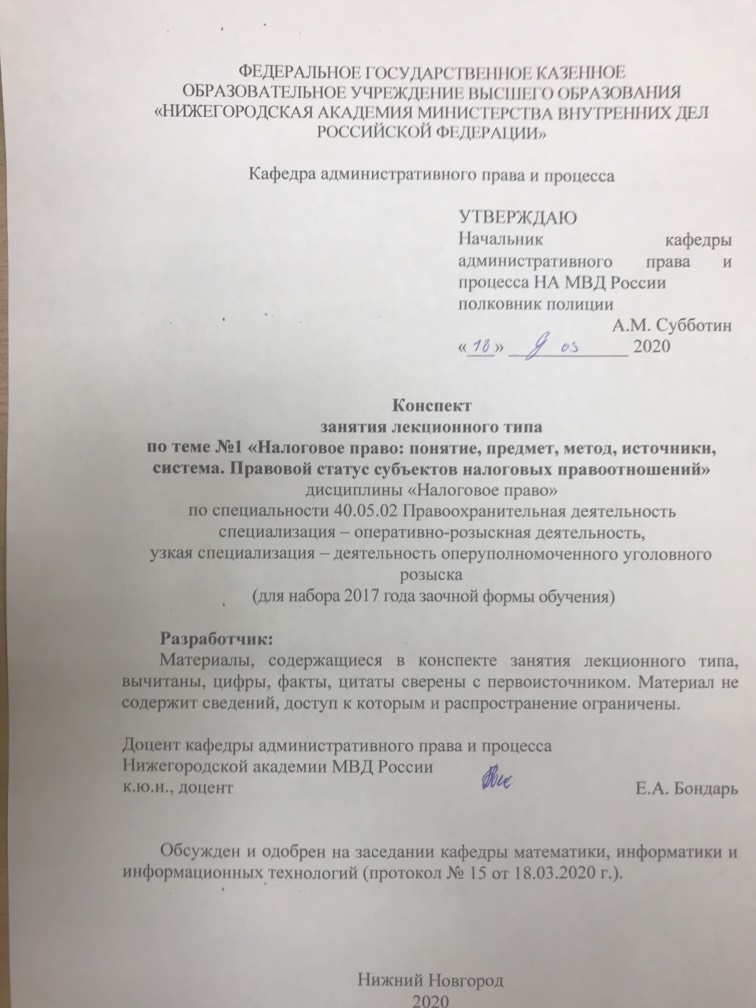 ФЕДЕРАЛЬНОЕ ГОСУДАРСТВЕННОЕ КАЗЕННОЕ
ОБРАЗОВАТЕЛЬНОЕ УЧРЕЖДЕНИЕ ВЫСШЕГО ОБРАЗОВАНИЯ
«НИЖЕГОРОДСКАЯ АКАДЕМИЯ МИНИСТЕРСТВА ВНУТРЕННИХ ДЕЛ
РОССИЙСКОЙ ФЕДЕРАЦИИ»
Кафедра административного права и процесса
УТВЕРЖДАЮ
Начальник кафедры
административного права и
процесса НА МВД России
полковник полиции
А.М. Субботин
«18» 03 2020
Конспект
занятия лекционного типа
по теме №1 «Налоговое право: понятие, предмет, метод, источники,
система. Правовой статус субъектов налоговых правоотношений»
дисциплины «Налоговое право»
по специальности 40.05.02 Правоохранительная деятельность
специализация – оперативно-розыскная деятельность,
узкая специализация – деятельность оперуполномоченного уголовного
розыска
(для набора 2017 года заочной формы обучения)
Разработчик:
Материалы, содержащиеся в конспекте занятия лекционного типа,
вычитаны, цифры, факты, цитаты сверены с первоисточником. Материал не
содержит сведений, доступ к которым и распространение ограничены.
Доцент кафедры административного права и процесса
Нижегородской академии МВД России
к.ю.н., доцент Е.А. Бондарь
Обсужден и одобрен на заседании кафедры математики, информатики и
информационных технологий (протокол № 15 от 18.03.2020 г.).
Нижний Новгород
2020